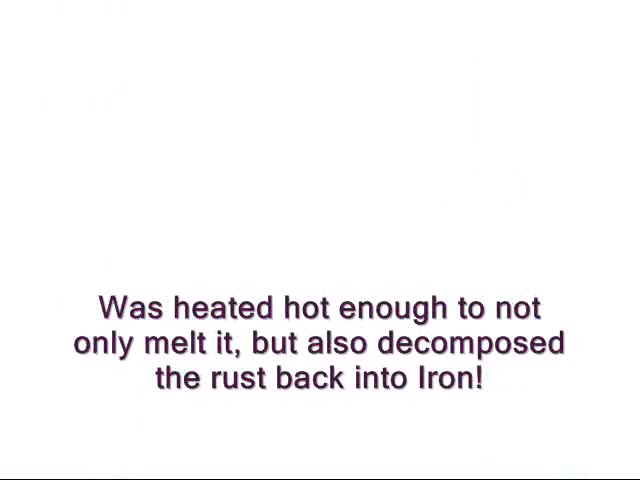 Was heated hot enough to not
only melt it, but also decomposed
the rust back into Iron!